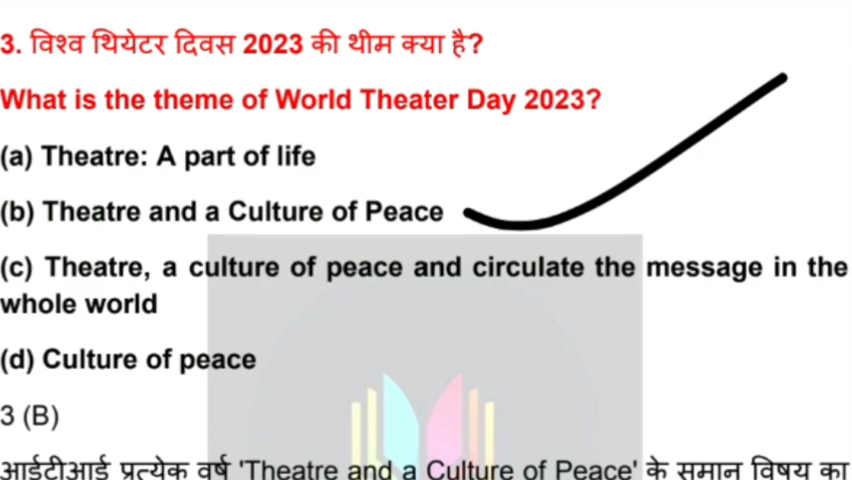 3. विश्व थियेटर दिवस 2023 की थीम क्या है?
What is the theme of World Theater Day 2023?
(a) Theatre: A part of life
(b) Theatre and a Culture of Peace
(c) Theatre, a culture of peace and circulate the message in the
whole world
(d) Culture of peace
3 (B)
आईटीआई प्रत्येक वर्ष 'Theatre and a Culture of Peace' के समान विषय का